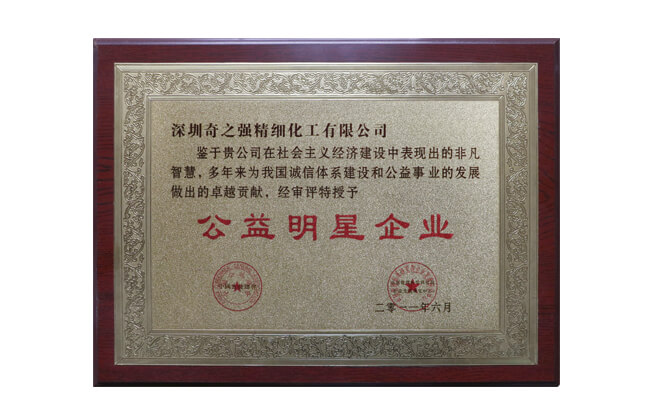 深圳奇之强精细化工有限公司
鉴于贵公司在社会主义经济建设中表现出的非凡
智慧，多年来为我国诚信体系建设和公益事业的发展
做出的卓越贡献，经审评特授予
公益明星企业
二零一一年六月